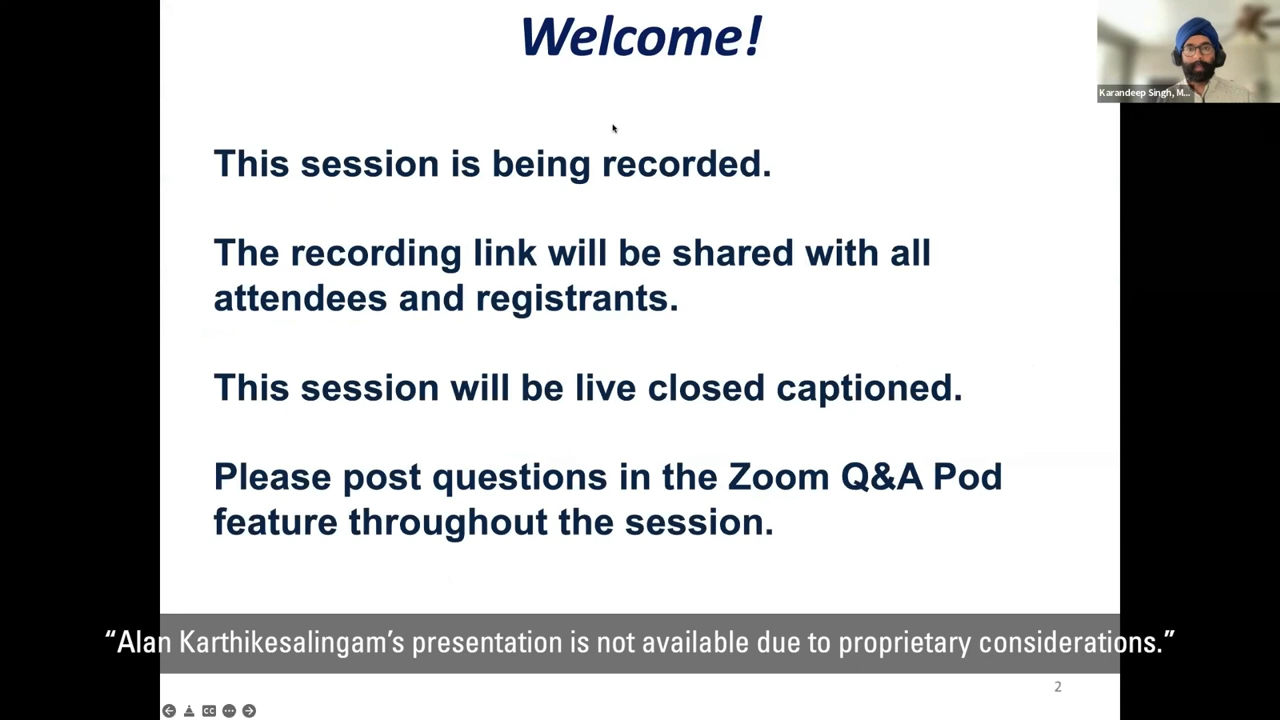 Welcome!
Karandeep Singh, M...
This session is being recorded.
The recording link will be shared with all
attendees and registrants.
This session will be live closed captioned.
Please post questions in the Zoom Q&A Pod
feature throughout the session.
“Alan Karthikesalingam’s presentation is not available due to proprietary considerations.”
2
CC